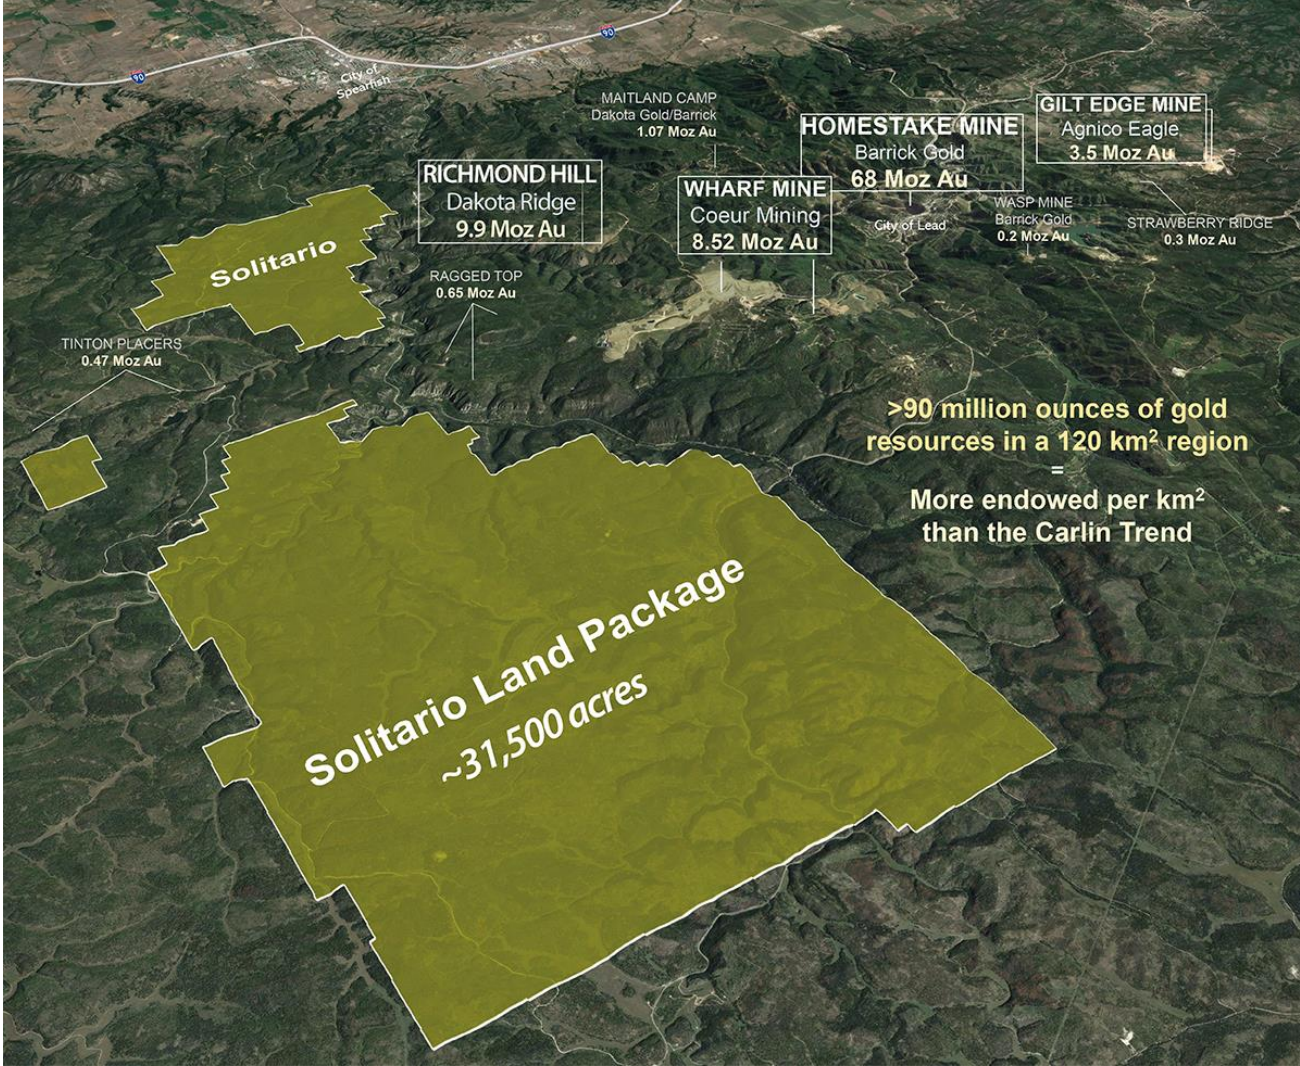 90
90
City of
Spearfish
MAITLAND CAMP
Dakota Gold/Barrick
1.07 Moz Au
GILT EDGE MINE
Agnico Eagle
3.5 Moz Au
HOMESTAKE MINE
Barrick Gold
68 Moz Au
RICHMOND HILL
Dakota Ridge
9.9 Moz Au
WHARF MINE
Coeur Mining
8.52 Moz Au
City of Lead
WASP MINE
Barrick Gold
0.2 Moz Au
STRAWBERRY RIDGE
0.3 Moz Au
Solitario
RAGGED TOP
0.65 Moz Au
TINTON PLACERS
0.47 Moz Au
>90 million ounces of gold
resources in a 120 km² region
=
More endowed per km²
than the Carlin Trend
Solitario Land Package
~31,500 acres